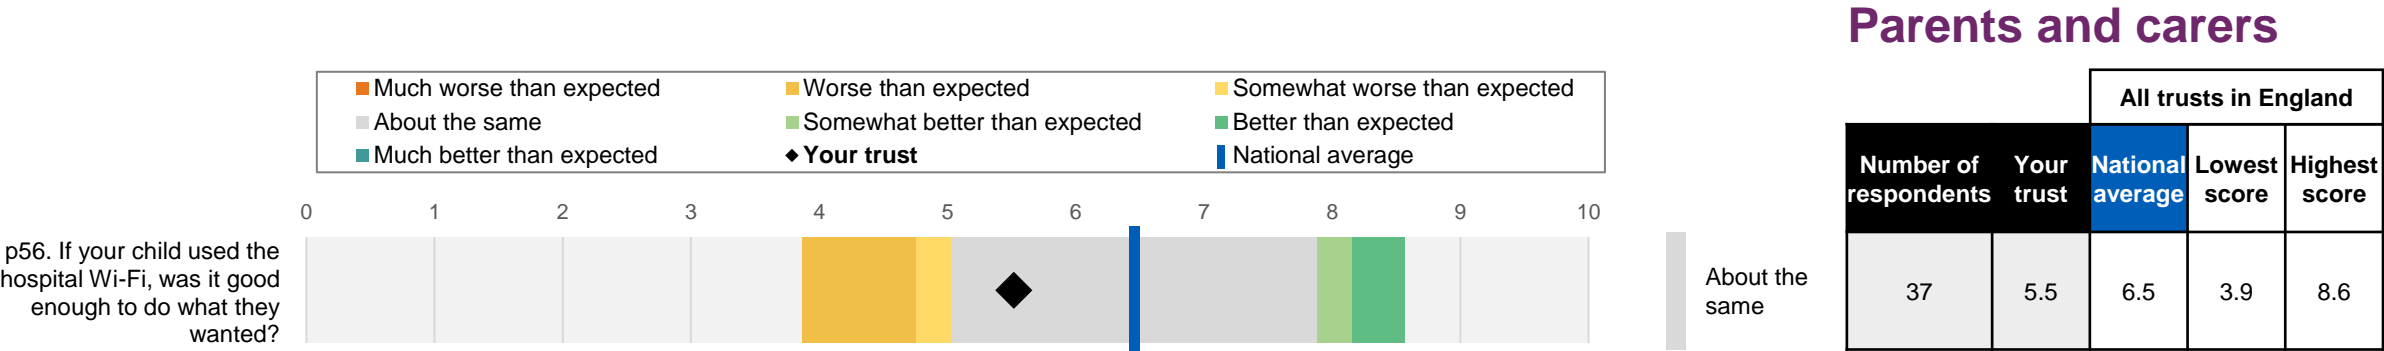 Parents and carers
Much worse than expected
Worse than expected
Somewhat worse than expected
About the same
Somewhat better than expected
Better than expected
Much better than expected
Your trust
National average
All trusts in England
Number of
respondents
Your
trust
National
average
Lowest
score
Highest
score
0 1 2 3 4 5 6 7 8 9 10
p56. If your child used the
hospital Wi-Fi, was it good
enough to do what they
wanted?
About the
same
37 5.5 6.5 3.9 8.6